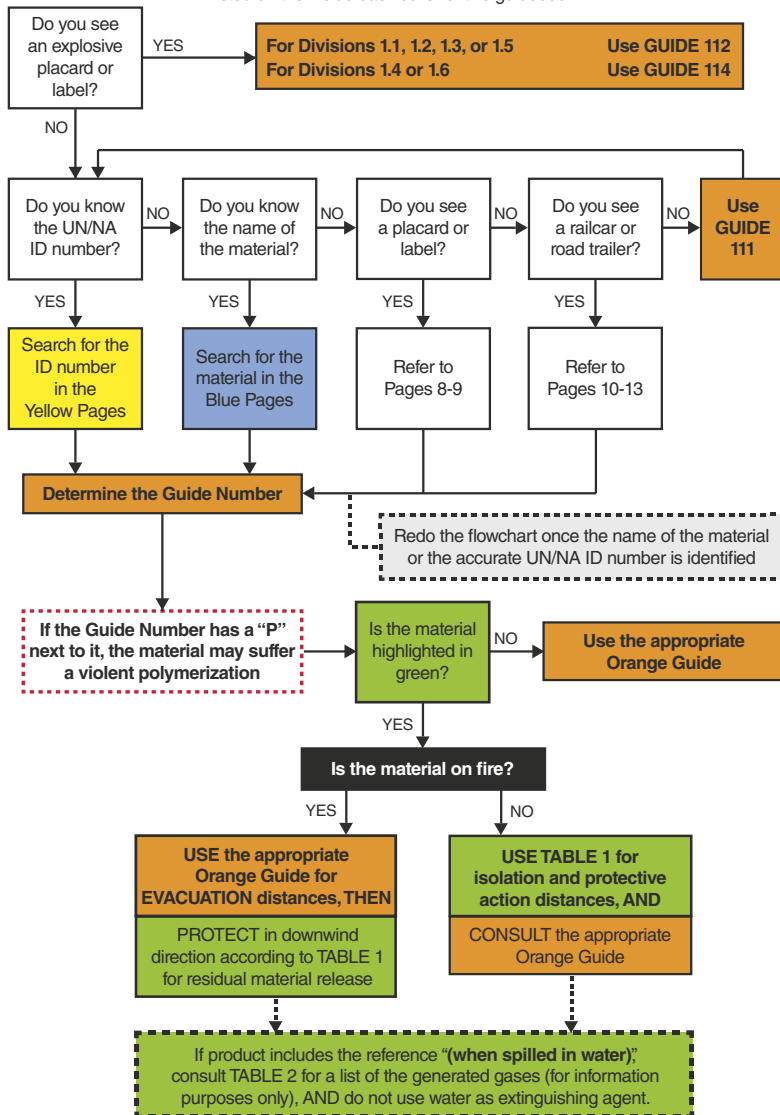 Do you see
an explosive
placard or
label?
YES
For Divisions 1.1, 1.2, 1.3, or 1.5 Use GUIDE 112
For Divisions 1.4 or 1.6 Use GUIDE 114
NO
Do you know
the UN/NA
ID number?
NO
Do you know
the name of
the material?
NO
Do you see
a placard or
label?
NO
Do you see
a railcar or
road trailer?
NO
Use
GUIDE
111
YES
YES
YES
YES
Search for the
ID number
in the
Yellow Pages
Search for the
material in the
Blue Pages
Refer to
Pages 8-9
Refer to
Pages 10-13
Determine the Guide Number
Redo the flowchart once the name of the material
or the accurate UN/NA ID number is identified
If the Guide Number has a “P”
next to it, the material may suffer
a violent polymerization
Is the material
highlighted in
green?
NO
Use the appropriate
Orange Guide
YES
Is the material on fire?
YES
NO
USE the appropriate
Orange Guide for
EVACUATION distances, THEN
PROTECT in downwind
direction according to TABLE 1
for residual material release
USE TABLE 1 for
isolation and protective
action distances, AND
CONSULT the appropriate
Orange Guide
If product includes the reference “(when spilled in water)”,
consult TABLE 2 for a list of the generated gases (for information
purposes only), AND do not use water as extinguishing agent.